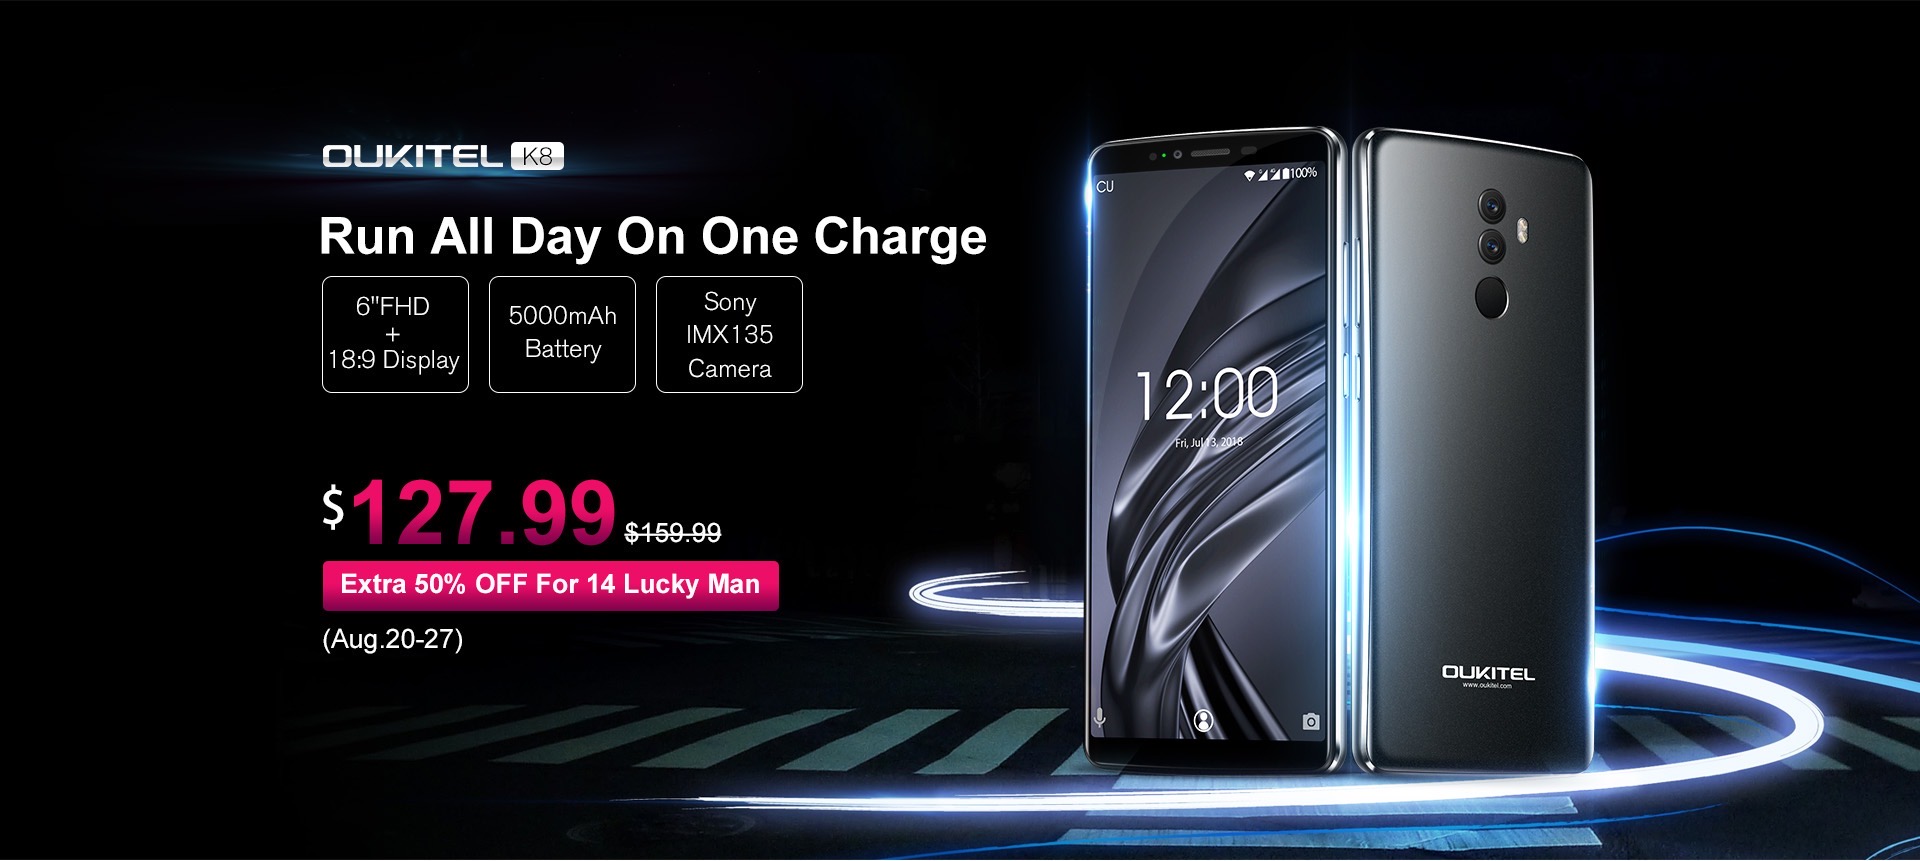 OUKITEL K8
Run All Day On One Charge
6"FHD
+
18:9 Display
5000mAh
Battery
Sony
IMX135
Camera
$127.99 $159.99
Extra 50% OFF For 14 Lucky Man
(Aug.20-27)
CU 100%
12:00
Fri, Jul 13, 2018
OUKITEL
www.oukitel.com